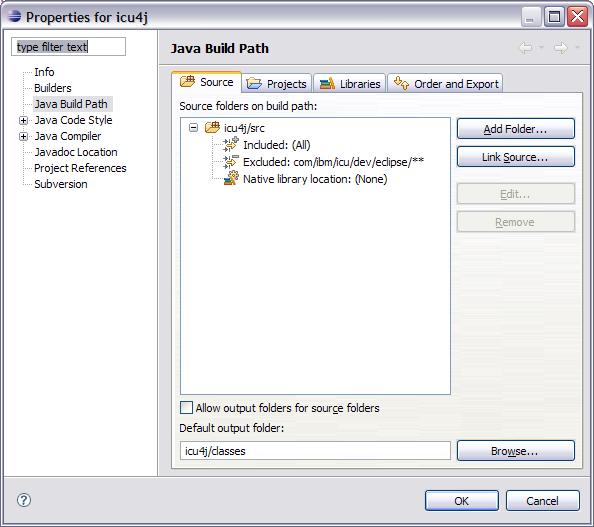 Properties for icu4j
type filter text
Info
Builders
Java Build Path
Java Code Style
Java Compiler
Javadoc Location
Project References
Subversion
Java Build Path
Source Projects Libraries Order and Export
Source folders on build path:
icu4j/src
Included: (All)
Excluded: com/ibm/icu/dev/eclipse/**
Native library location: (None)
Add Folder...
Link Source...
Edit...
Remove
Allow output folders for source folders
Default output folder:
icu4j/classes
Browse...
OK Cancel